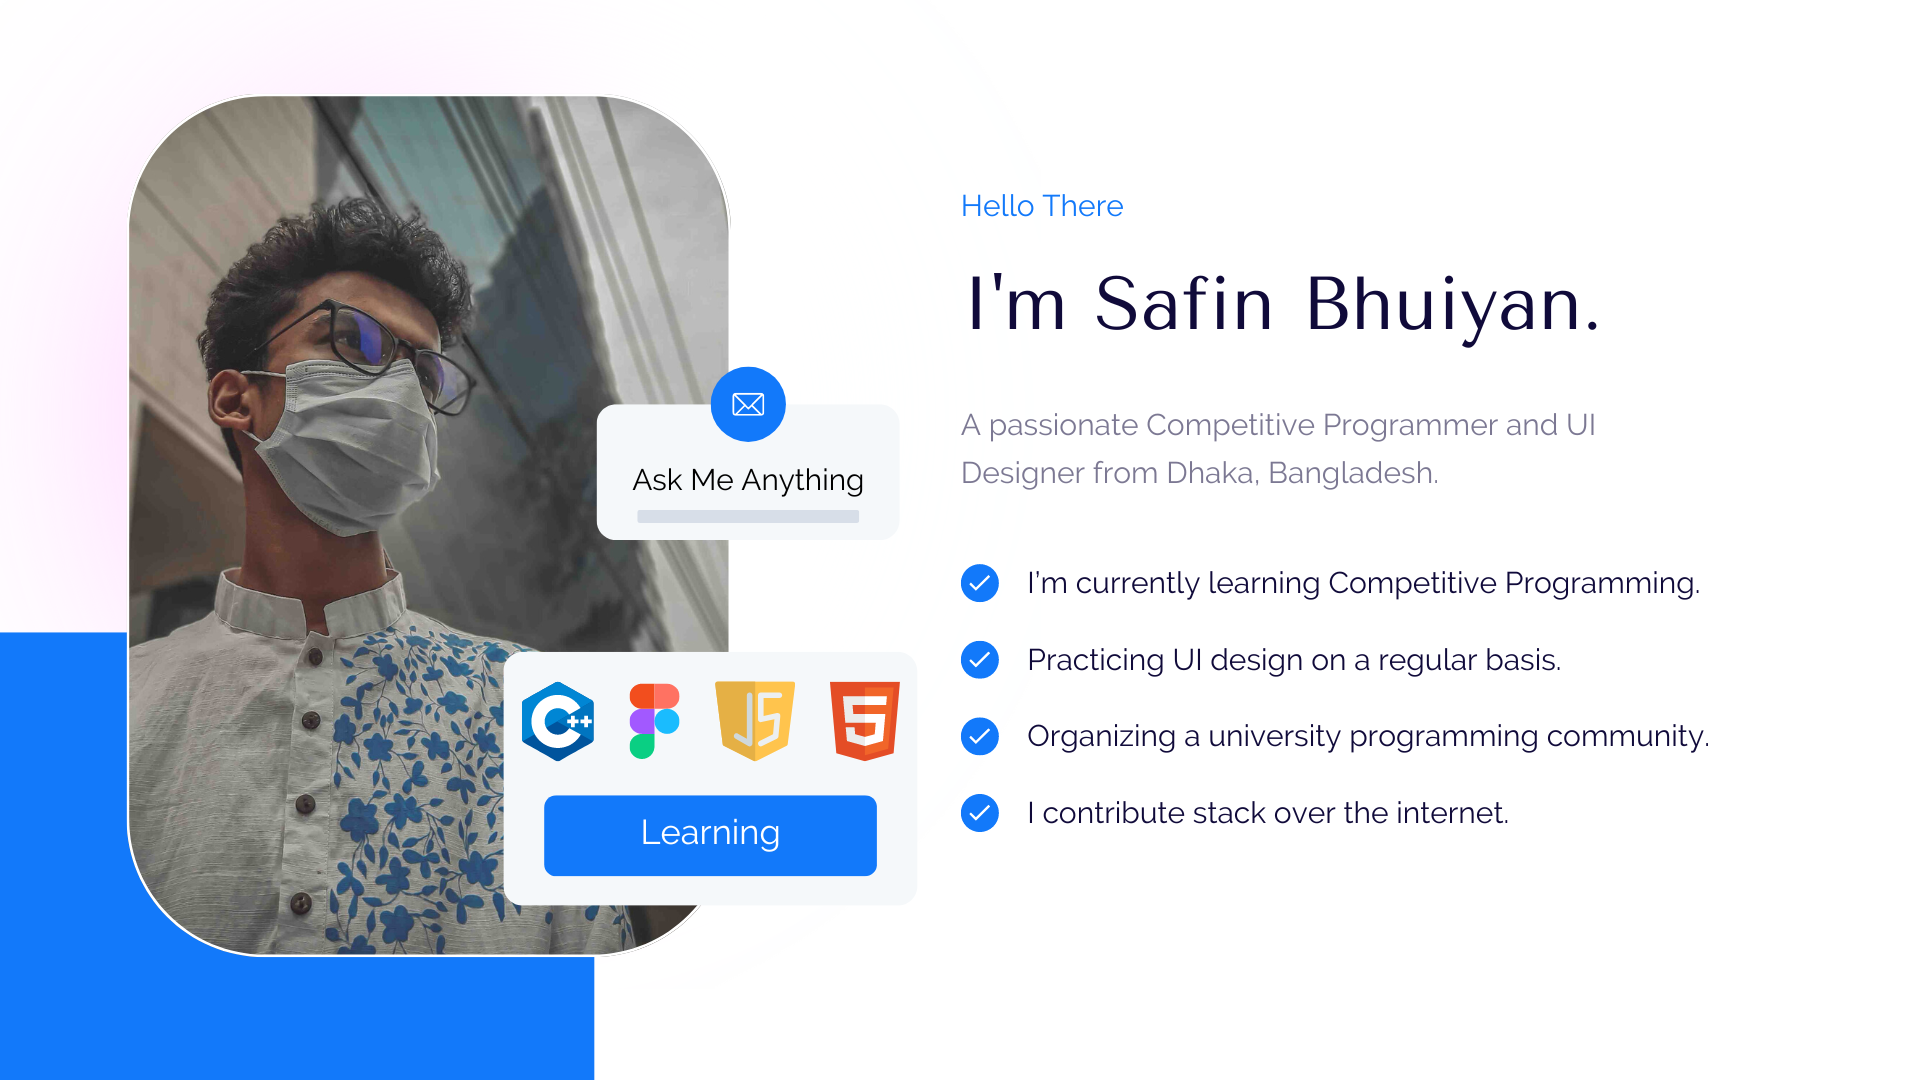 Hello There
I'm Safin Bhuiyan.
A passionate Competitive Programmer and UI
Designer from Dhaka, Bangladesh.
I'm currently learning Competitive Programming.
Practicing UI design on a regular basis.
Organizing a university programming community.
I contribute stack over the internet.
Ask Me Anything
C++
JS
5
Learning